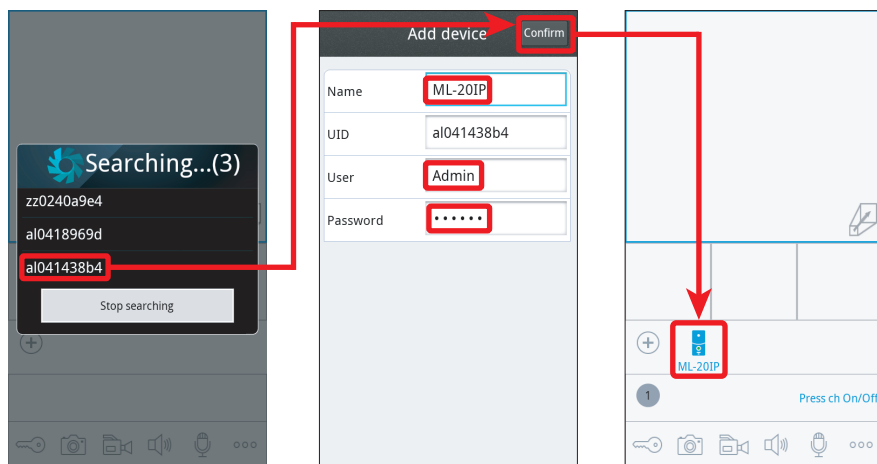 Searching...(3)
zz0240a9e4
al0418969d
al041438b4
Stop searching
Add device
Confirm
Name ML-20IP
UID al041438b4
User Admin
Password ••••••
ML-20IP
1
Press ch On/Off